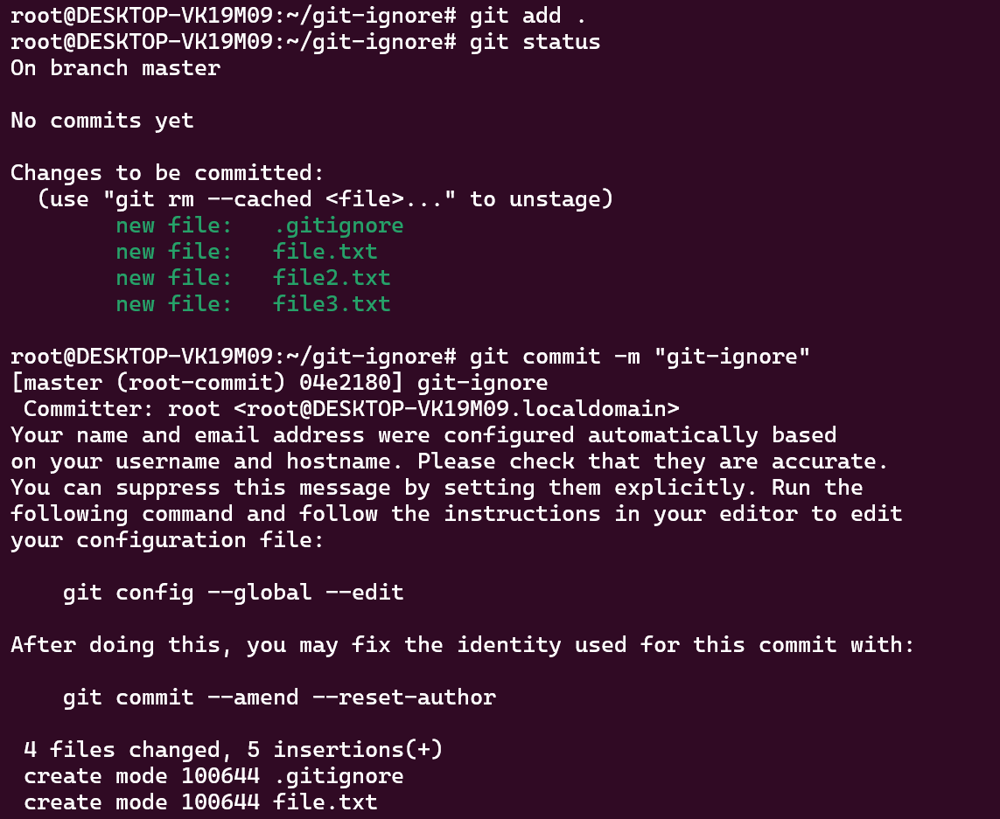 root@DESKTOP-VK19M09:~/git-ignore# git add .
root@DESKTOP-VK19M09:~/git-ignore# git status
On branch master

No commits yet

Changes to be committed:
  (use "git rm --cached <file>..." to unstage)
        new file:   .gitignore
        new file:   file.txt
        new file:   file2.txt
        new file:   file3.txt

root@DESKTOP-VK19M09:~/git-ignore# git commit -m "git-ignore"
[master (root-commit) 04e2180] git-ignore
 Committer: root <root@DESKTOP-VK19M09.localdomain>
Your name and email address were configured automatically based
on your username and hostname. Please check that they are accurate.
You can suppress this message by setting them explicitly. Run the
following command and follow the instructions in your editor to edit
your configuration file:

    git config --global --edit

After doing this, you may fix the identity used for this commit with:

    git commit --amend --reset-author

 4 files changed, 5 insertions(+)
 create mode 100644 .gitignore
 create mode 100644 file.txt